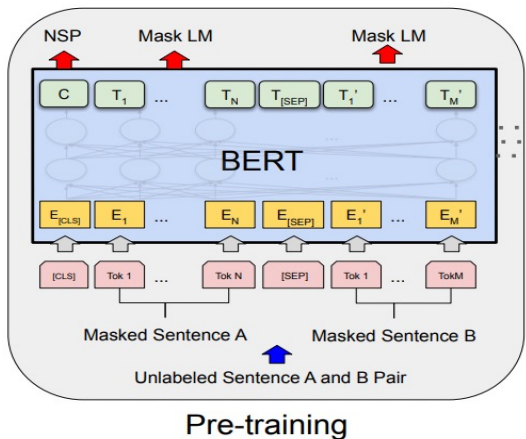 NSP Mask LM Mask LM
C T1 ... TN T[SEP] T1' ... TM'
...
BERT
...
E[CLS] E1 ... EN E[SEP] E1' ... EM'
[CLS] Tok 1 ... Tok N [SEP] Tok 1 ... TokM
Masked Sentence A Masked Sentence B
Unlabeled Sentence A and B Pair
Pre-training